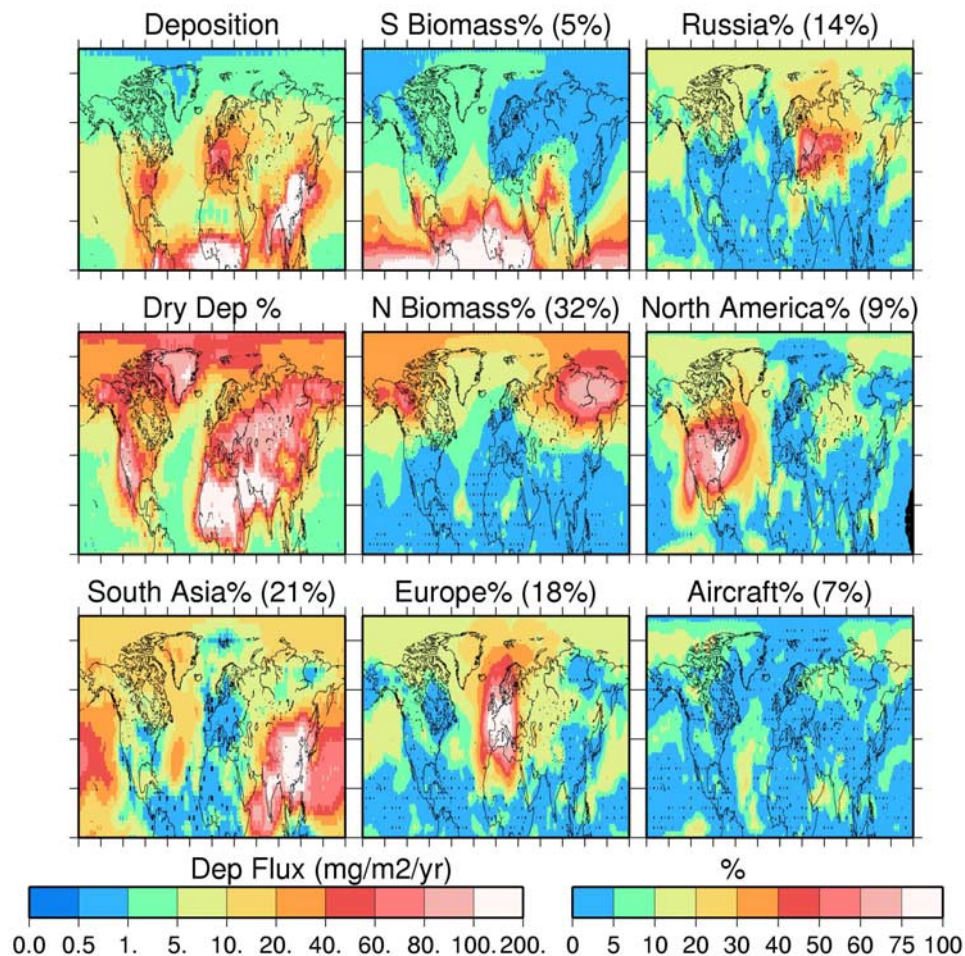 Deposition
S Biomass% (5%)
Russia% (14%)
Dry Dep %
N Biomass% (32%)
North America% (9%)
South Asia% (21%)
Europe% (18%)
Aircraft% (7%)
Dep Flux (mg/m2/yr)
%
0.0 0.5 1. 5. 10. 20. 40. 60. 80. 100.200.
0 5 10 20 30 40 50 60 75 100